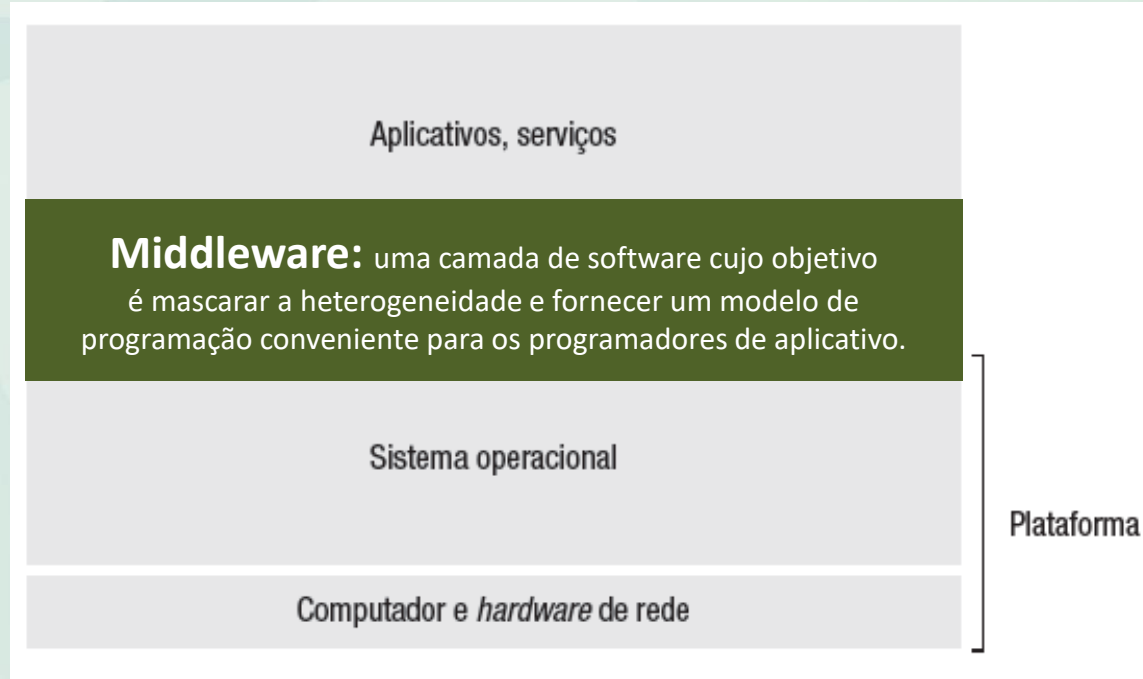 Aplicativos, serviços
Middleware: uma camada de software cujo objetivo
é mascarar a heterogeneidade e fornecer um modelo de
programação conveniente para os programadores de aplicativo.
Sistema operacional
Plataforma
Computador e hardware de rede